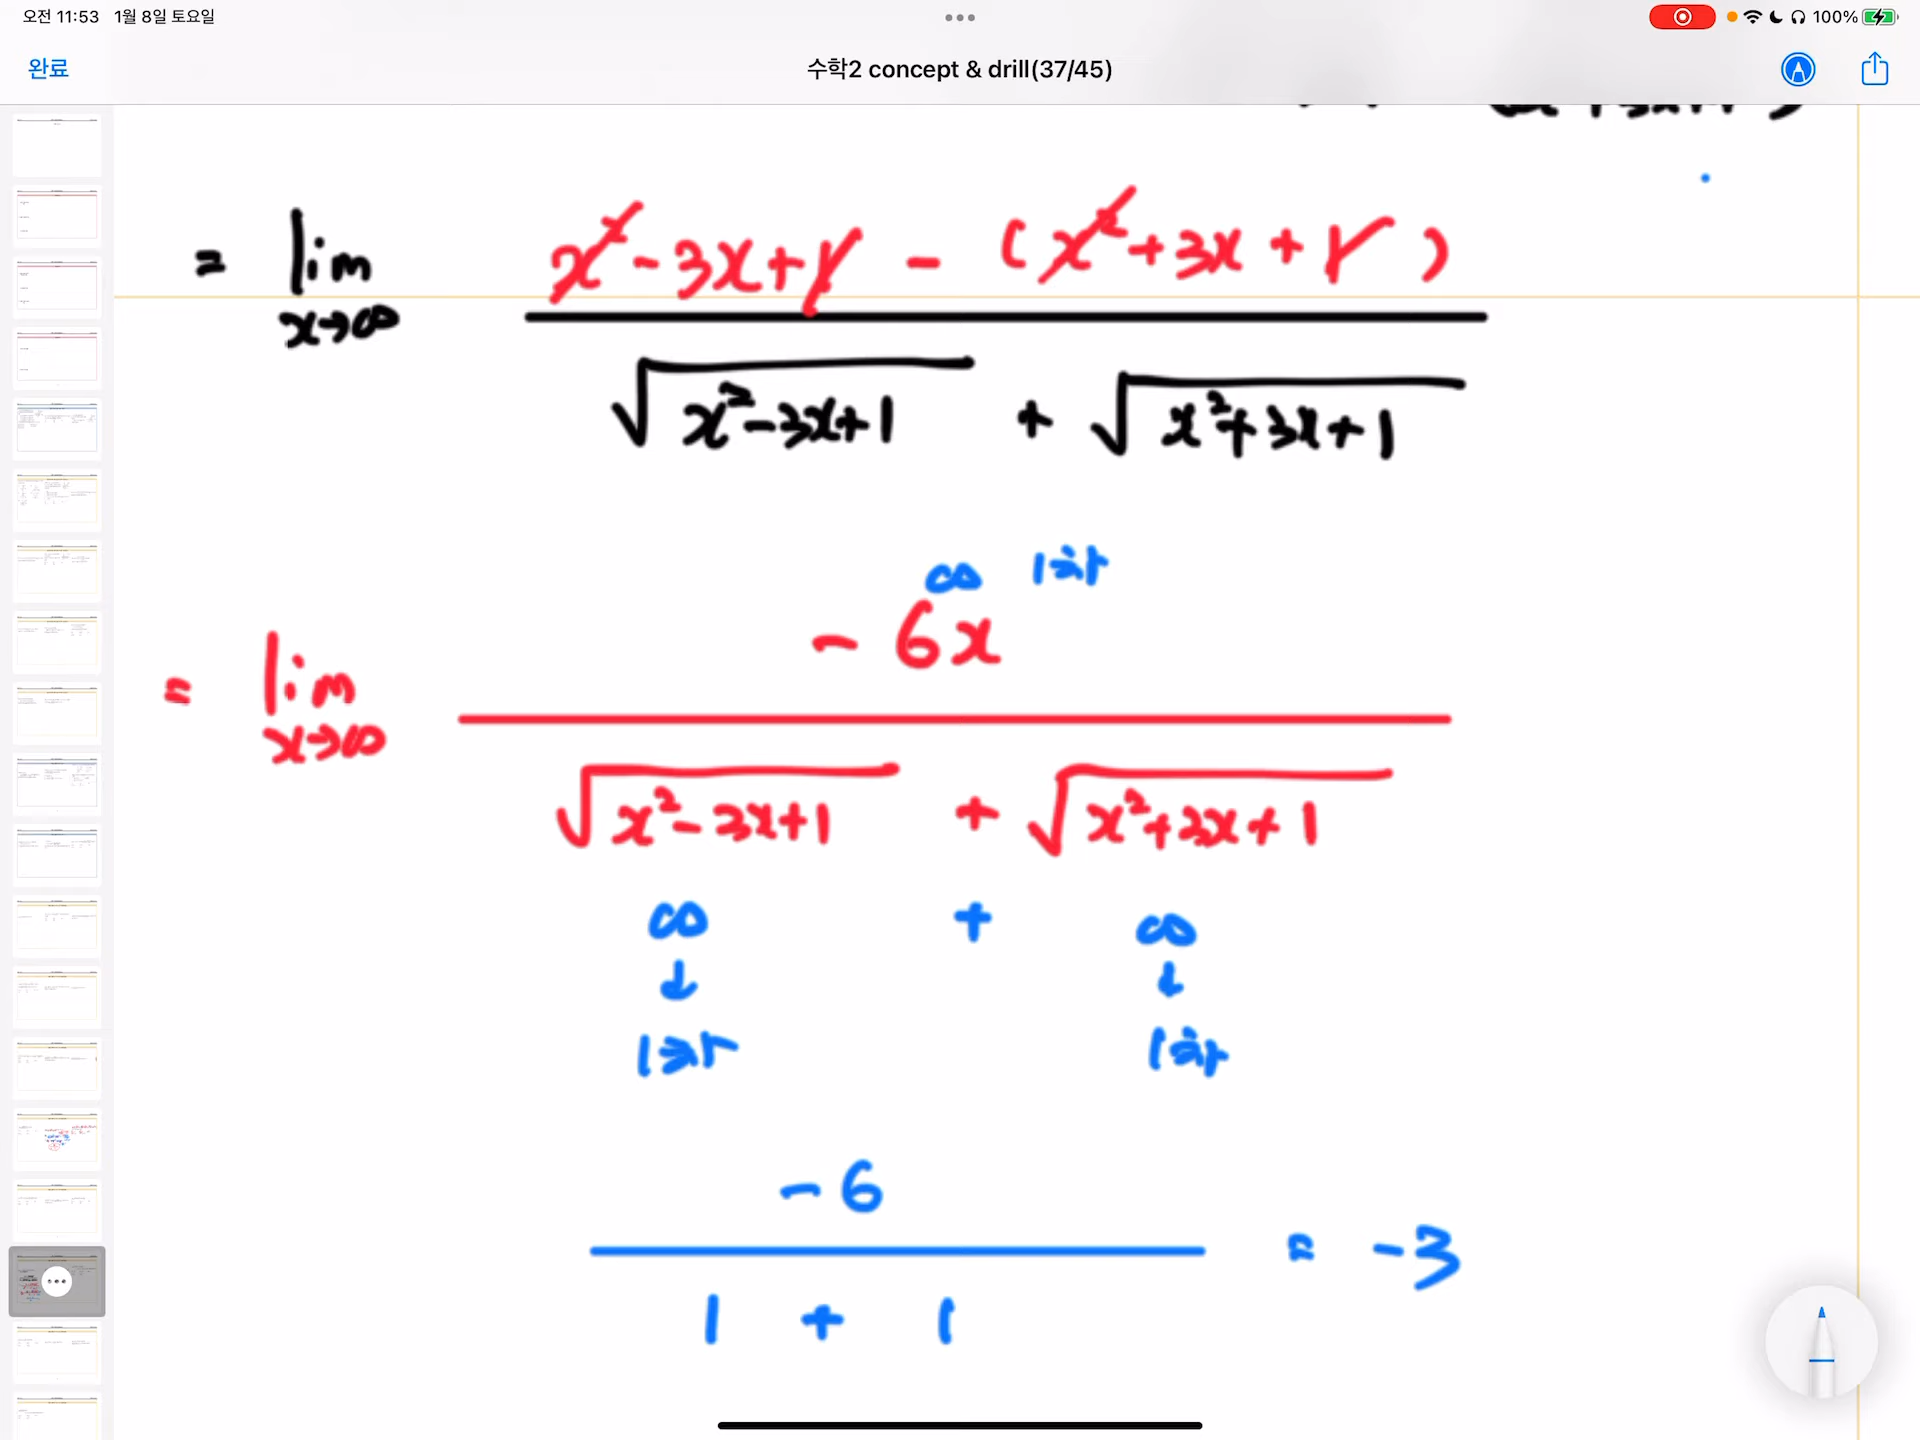 오전 11:53 1월 8일 토요일
100%
완료
수학2 concept & drill(37/45)
= lim x→∞ x² - 3x + 1 - (x² + 3x + 1)
√x² - 3x + 1 + √x² + 3x + 1
∞ 1차
- 6x
= lim x→∞
√x² - 3x + 1 + √x² + 3x + 1
∞ + ∞
↓ ↓
1차 1차
- 6
= -3
1 + 1